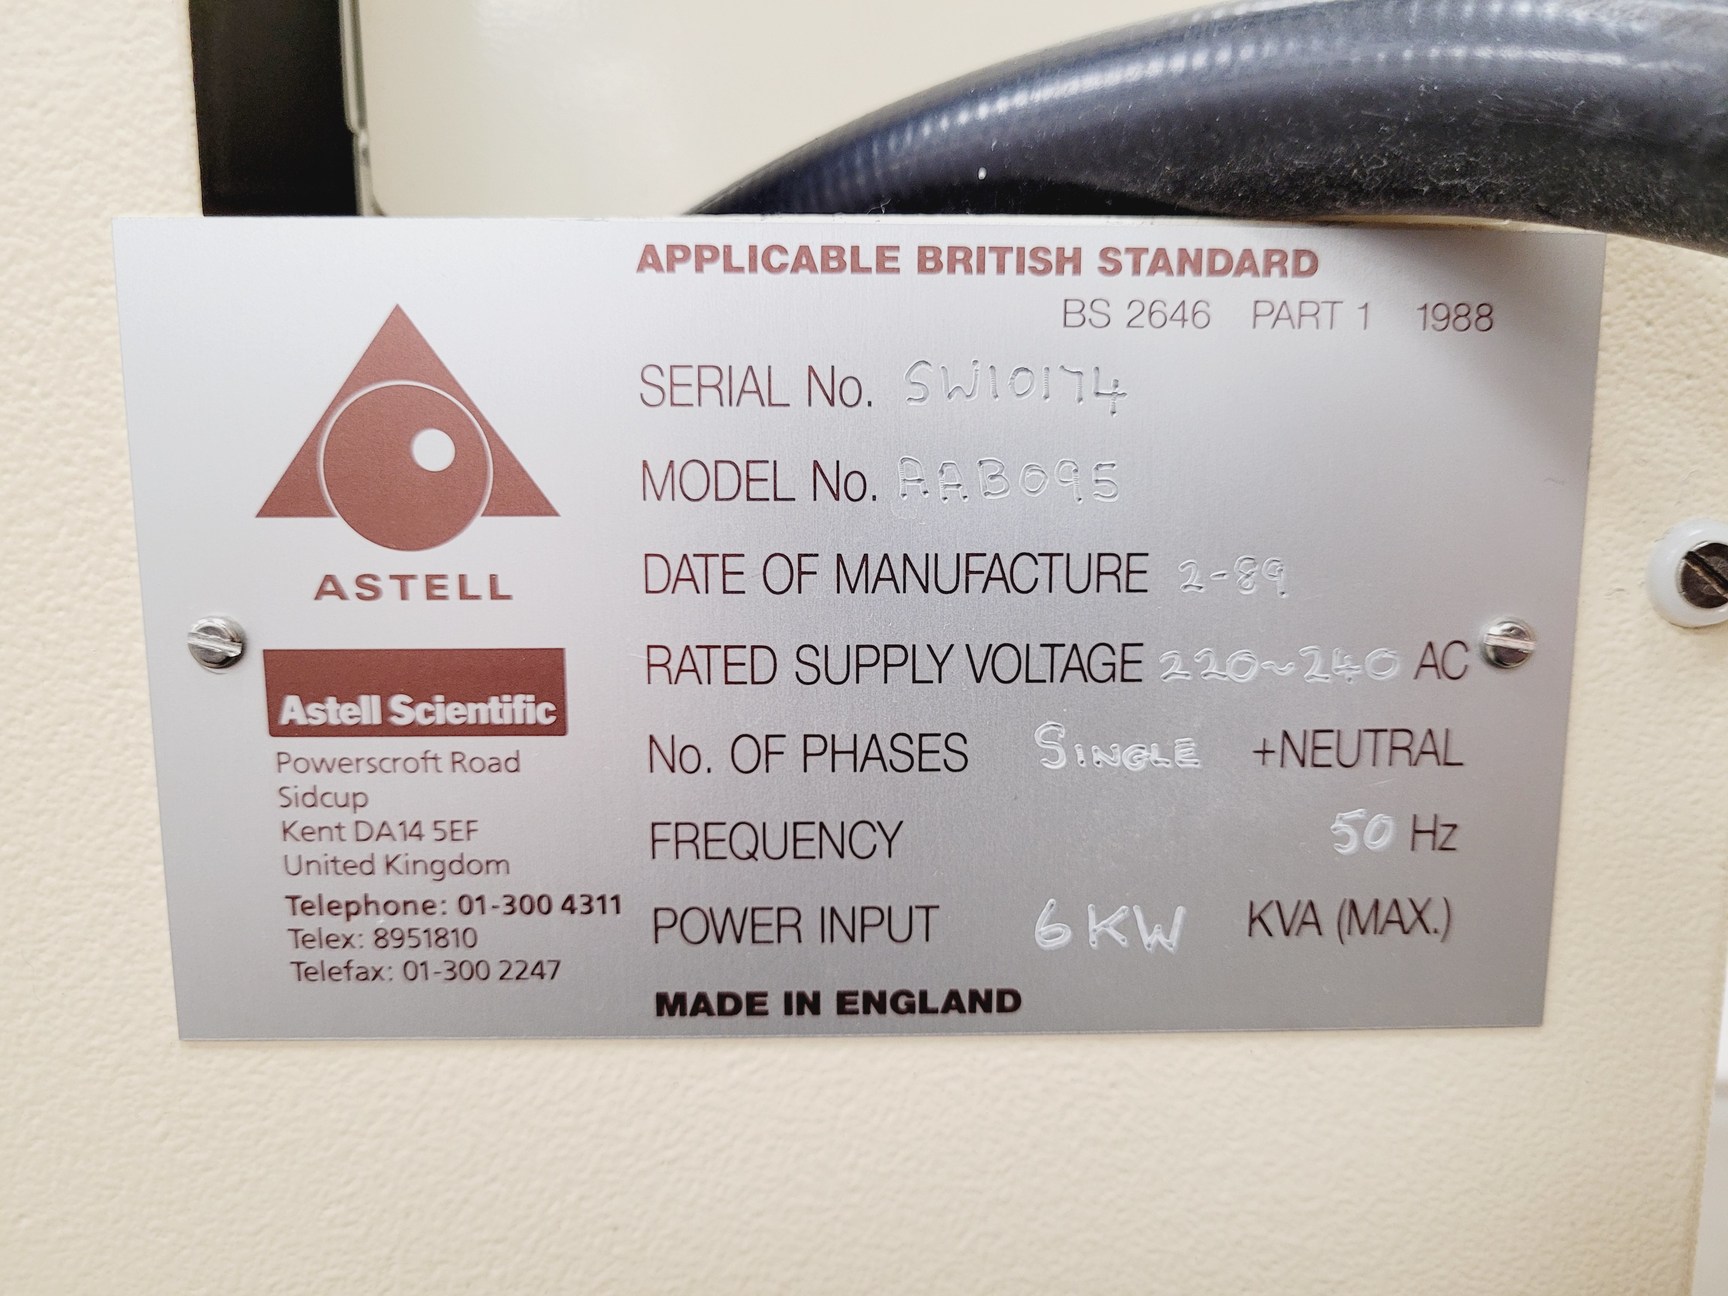 APPLICABLE BRITISH STANDARD
BS 2646 PART 1 1988
SERIAL No. SW10174
MODEL No. AAB095
DATE OF MANUFACTURE 2-89
RATED SUPPLY VOLTAGE 220~240 AC
No. OF PHASES SINGLE +NEUTRAL
FREQUENCY 50 Hz
POWER INPUT 6KW KVA (MAX.)
MADE IN ENGLAND
ASTELL
Astell Scientific
Powerscroft Road
Sidcup
Kent DA14 5EF
United Kingdom
Telephone: 01-300 4311
Telex: 8951810
Telefax: 01-300 2247